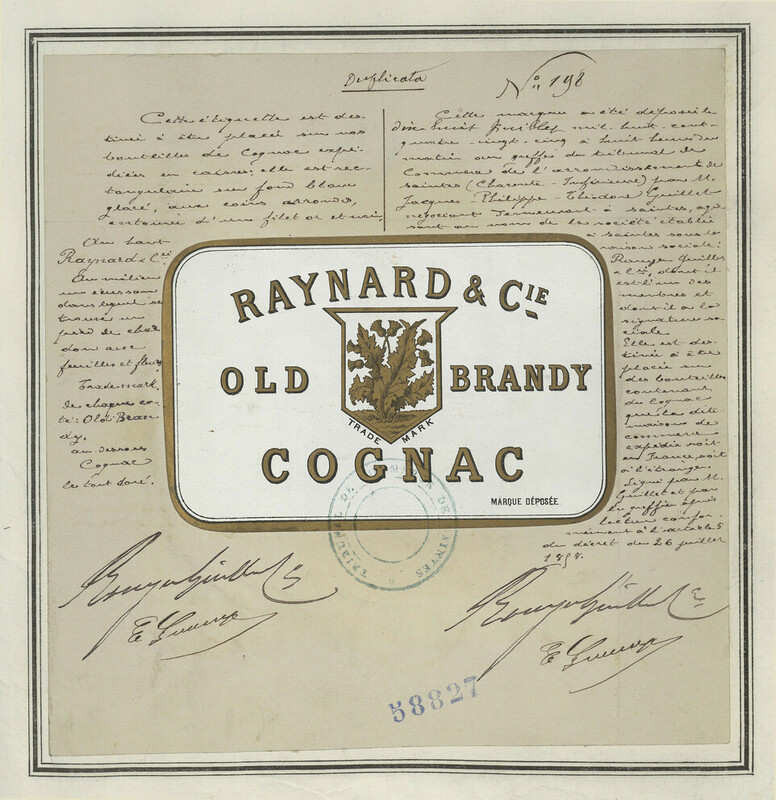 Duplicata
No. 198
Cette étiquette est des-
tinée à être placée sur nos
bouteilles de Cognac expé-
diées en caisses: elle est rec-
tangulaire sur fond blanc
glacé, aux coins arrondis,
entourée d'un filet or et noir,
Au haut
Raynard & Cie
Au milieu
un écusson
dans lequel se
trouve un
pied de char
don avec
feuilles et fleurs
Trade mark,
de chaque co-
té: Old Bran
dy.
au dessous
Cognac
le tout doré.
Cette marque a été déposée le
dix huit Juillet mil huit cent
quatre-vingt-cinq à huit heures du
matin au greffe du tribunal de
Commerce de l'arrondissement de
Saintes (Charente-Inférieure) par M.
Jacques-Philippe-Théodore Guillet
négociant demeurant à Saintes, agis-
sant au nom de la société établie
à Saintes sous la
raison sociale:
Rouyer Guillet
& Cie, dont il
est l'un des
membres et
dont il a la
signature so
ciale.
Elle est des-
tinée à être
placée sur
des bouteilles
contenant
du Cognac
que la dite
maison de
commerce
expédie soit
en France, soit
à l'étranger.
Signé par M.
Guillet et par
le greffier après
lecture confor-
mément à l'article 5
du décret du 26 juillet
1858.
RAYNARD & CIE
OLD BRANDY
TRADE MARK
COGNAC
MARQUE DÉPOSÉE
TRIBUNAL DE COMMERCE DE SAINTES
Rouyer Guillet & Cie
Rouyer Guillet & Cie
58827